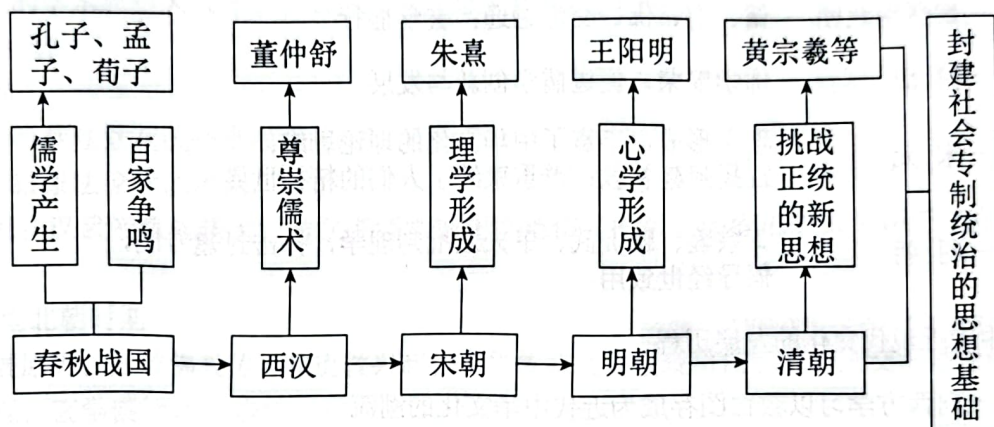 孔子、孟
子、荀子
董仲舒
朱熹
王阳明
黄宗羲等
儒学产生
百家争鸣
尊崇儒术
理学形成
心学形成
挑战
正统
的新
思想
春秋战国
西汉
宋朝
明朝
清朝
封建社会专制统治的思想基础